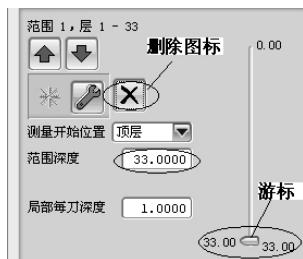 范围 1，层 1 - 33
0.00
删除图标
测量开始位置 顶层
范围深度 33.0000
局部每刀深度 1.0000
游标
33.00 33.00